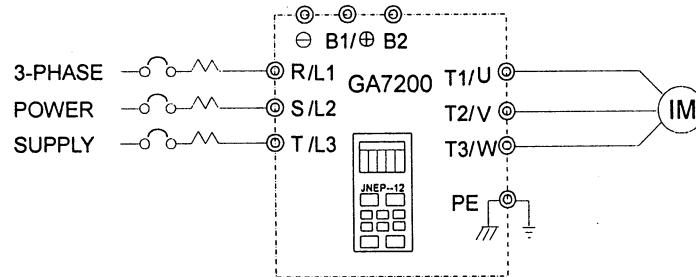 ⊖ B1/⊕ B2
3-PHASE R/L1 GA7200 T1/U
POWER S/L2 T2/V IM
SUPPLY T/L3 T3/W
JNEP--12
PE